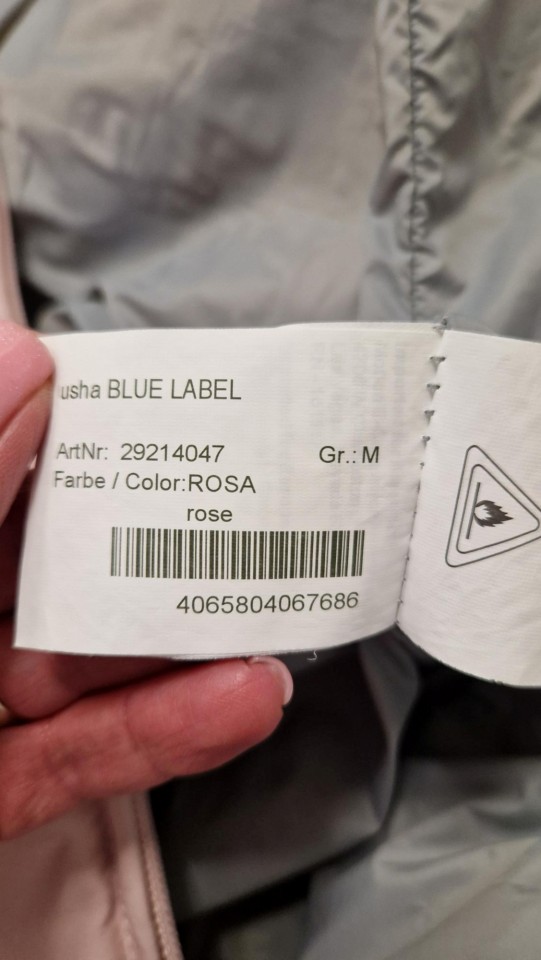 usha BLUE LABEL
ArtNr: 29214047 Gr.: M
Farbe / Color:ROSA
rose
4065804067686